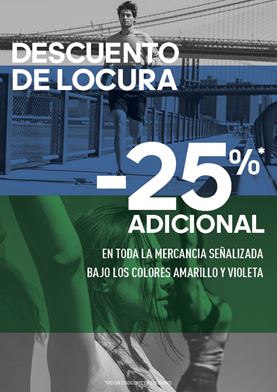 DESCUENTO
DE LOCURA
-25%*
ADICIONAL
EN TODA LA MERCANCIA SEÑALIZADA
BAJO LOS COLORES AMARILLO Y VIOLETA